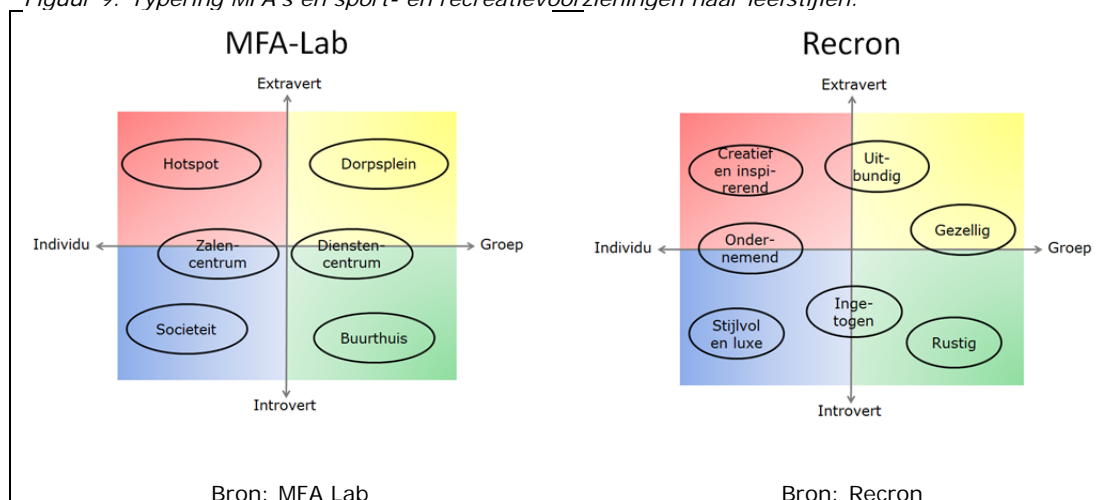 Figuur 9. Typering MFA's en sport- en recreatievoorzieningen naar leefstijlen.
MFA-Lab
Extravert
Hotspot
Dorpsplein
Individu
Zalen-
centrum
Diensten-
centrum
Groep
Societeit
Buurthuis
Introvert
Bron: MFA Lab
Recron
Extravert
Creatief
en inspi-
rerend
Uit-
bundig
Gezellig
Individu
Onder-
nemend
Groep
Inge-
togen
Stijlvol
en luxe
Rustig
Introvert
Bron: Recron